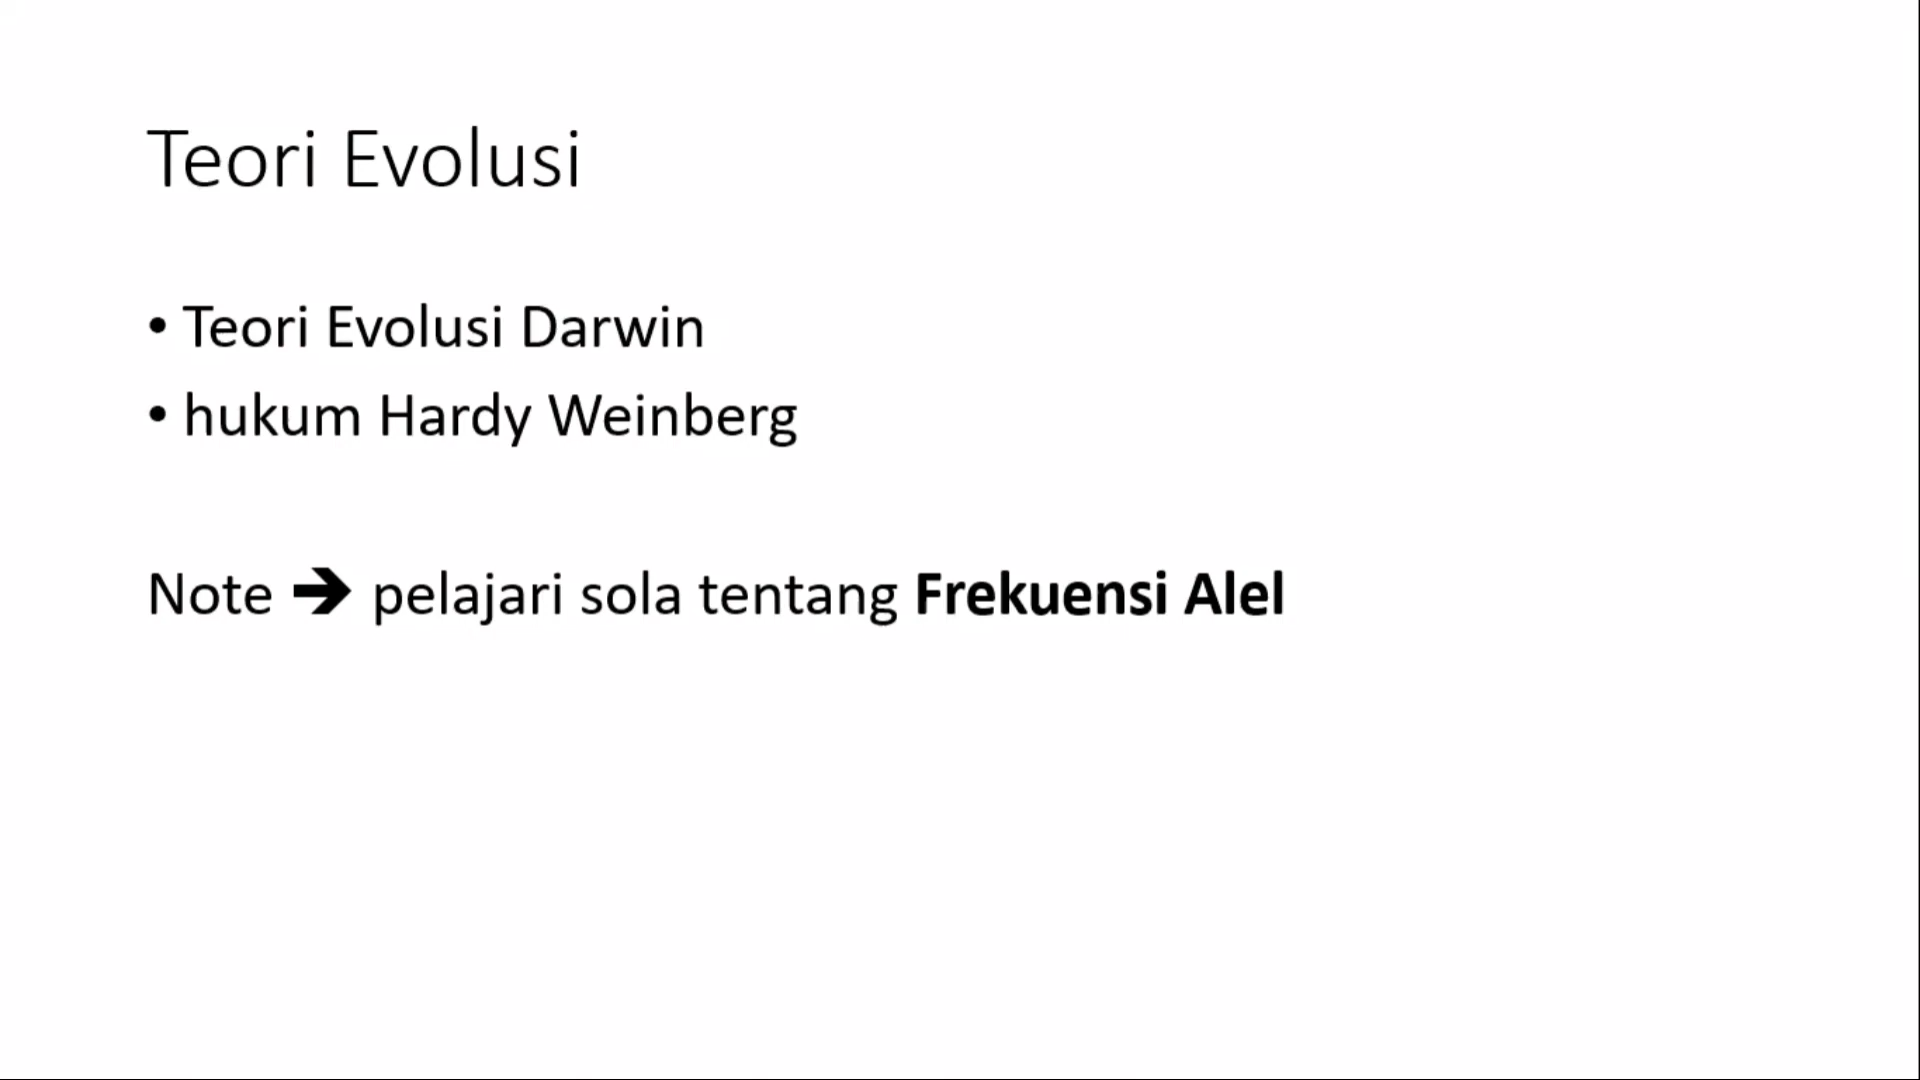 Teori Evolusi
• Teori Evolusi Darwin
• hukum Hardy Weinberg
Note ➔ pelajari sola tentang Frekuensi Alel